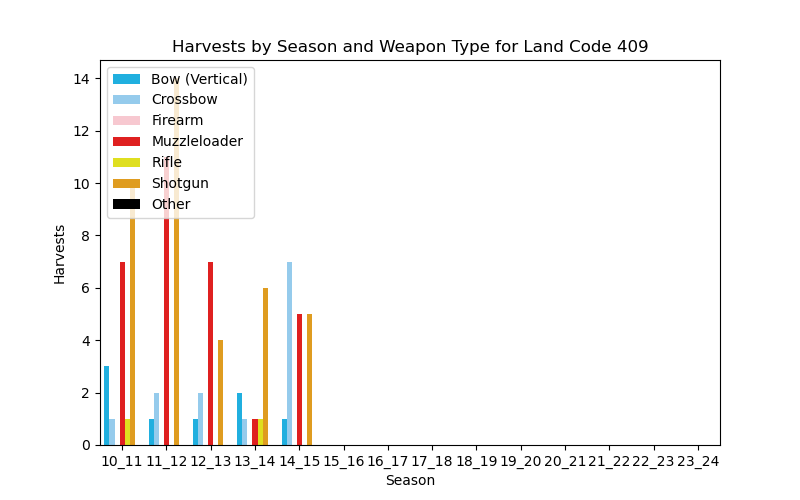 Harvests by Season and Weapon Type for Land Code 409
14
12
10
8
6
4
2
0
Harvests
Bow (Vertical)
Crossbow
Firearm
Muzzleloader
Rifle
Shotgun
Other
10_11 11_12 12_13 13_14 14_15 15_16 16_17 17_18 18_19 19_20 20_21 21_22 22_23 23_24
Season